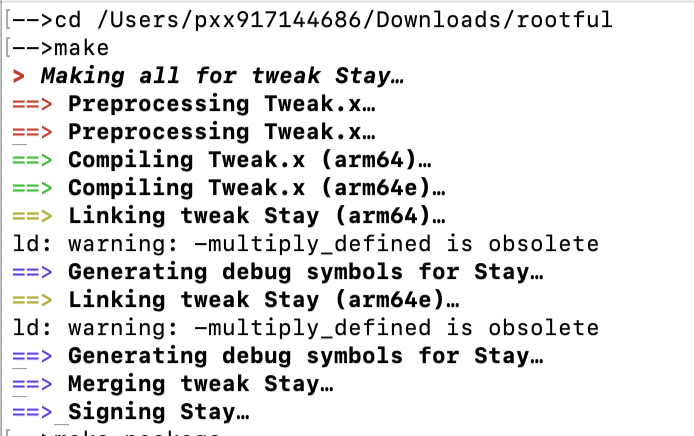 [-->cd /Users/pxx917144686/Downloads/rootful
[-->make
> Making all for tweak Stay…
==> Preprocessing Tweak.x…
==> Preprocessing Tweak.x…
==> Compiling Tweak.x (arm64)…
==> Compiling Tweak.x (arm64e)…
==> Linking tweak Stay (arm64)…
ld: warning: -multiply_defined is obsolete
==> Generating debug symbols for Stay…
==> Linking tweak Stay (arm64e)…
ld: warning: -multiply_defined is obsolete
==> Generating debug symbols for Stay…
==> Merging tweak Stay…
==> Signing Stay…